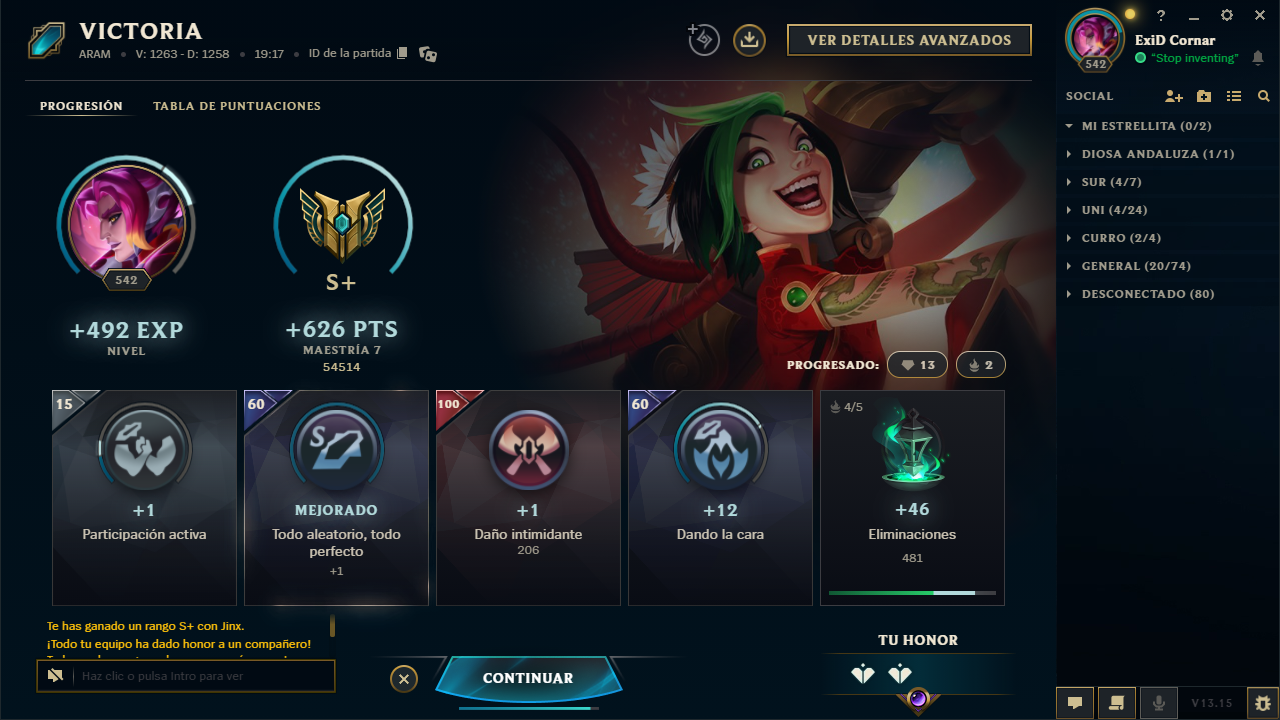 VICTORIA
ARAM • V: 1263 - D: 1258 • 19:17 • ID de la partida
VER DETALLES AVANZADOS
PROGRESIÓN
TABLA DE PUNTUACIONES
542
S+
+492 EXP
NIVEL
+626 PTS
MAESTRÍA 7
54514
PROGRESADO: 13 2
15
+1
Participación activa
60
S
MEJORADO
Todo aleatorio, todo
perfecto
+1
100
+1
Daño intimidante
206
60
+12
Dando la cara
4/5
+46
Eliminaciones
481
Te has ganado un rango S+ con Jinx.
¡Todo tu equipo ha dado honor a un compañero!
Haz clic o pulsa Intro para ver
CONTINUAR
TU HONOR
542
ExiD Cornar
“Stop inventing”
SOCIAL
MI ESTRELLITA (0/2)
DIOSA ANDALUZA (1/1)
SUR (4/7)
UNI (4/24)
CURRO (2/4)
GENERAL (20/74)
DESCONECTADO (80)
V13.15